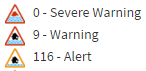 0 - Severe Warning
9 - Warning
116 - Alert